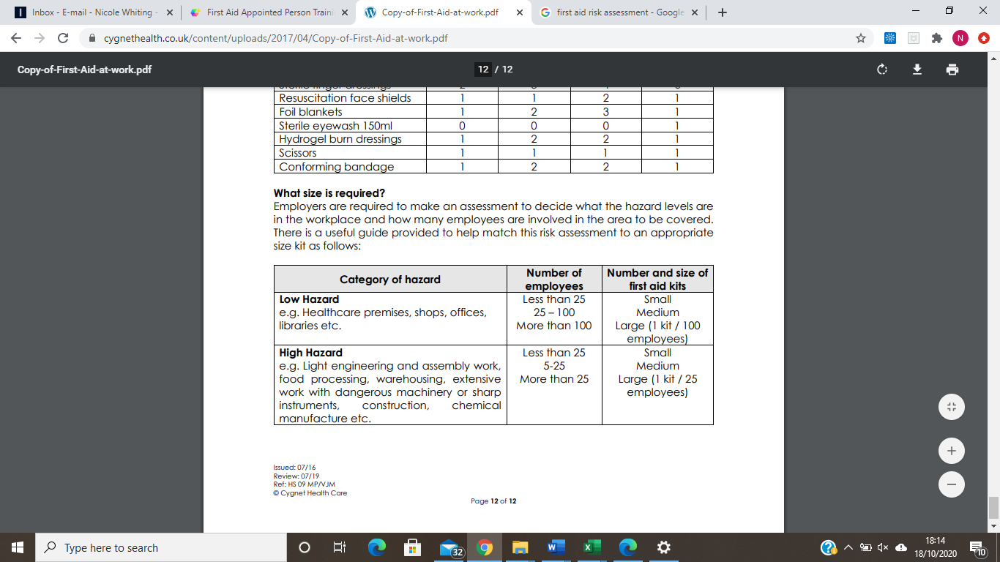 Inbox - E-mail - Nicole Whiting -
First Aid Appointed Person Traini
Copy-of-First-Aid-at-work.pdf
first aid risk assessment - Google
cygnethealth.co.uk/content/uploads/2017/04/Copy-of-First-Aid-at-work.pdf
N
Copy-of-First-Aid-at-work.pdf
12 / 12
Sterile finger dressings
Resuscitation face shields 1 1 2 1
Foil blankets 1 2 3 1
Sterile eyewash 150ml 0 0 0 1
Hydrogel burn dressings 1 2 2 1
Scissors 1 1 1 1
Conforming bandage 1 2 2 1
What size is required?
Employers are required to make an assessment to decide what the hazard levels are
in the workplace and how many employees are involved in the area to be covered.
There is a useful guide provided to help match this risk assessment to an appropriate
size kit as follows:
Category of hazard
Number of
employees
Number and size of
first aid kits
Low Hazard
e.g. Healthcare premises, shops, offices,
libraries etc.
Less than 25
25 – 100
More than 100
Small
Medium
Large (1 kit / 100
employees)
High Hazard
e.g. Light engineering and assembly work,
food processing, warehousing, extensive
work with dangerous machinery or sharp
instruments, construction, chemical
manufacture etc.
Less than 25
5-25
More than 25
Small
Medium
Large (1 kit / 25
employees)
Issued: 07/16
Review: 07/19
Ref: HS 09 MP/VJM
© Cygnet Health Care
Page 12 of 12
Type here to search
32
18:14
18/10/2020
10